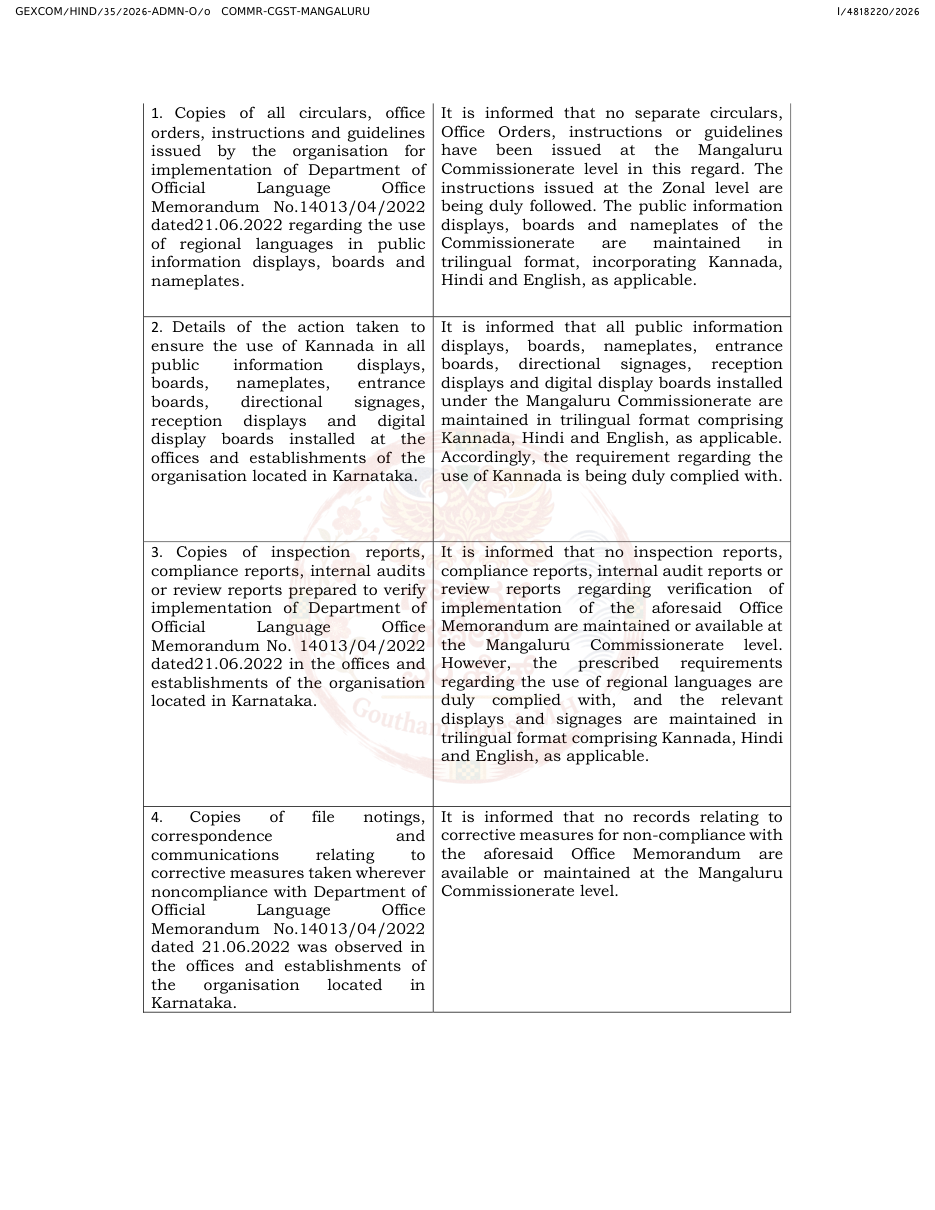 GEXCOM/HIND/35/2026-ADMN-O/o COMMR-CGST-MANGALURU
I/4818220/2026
1. Copies of all circulars, office
orders, instructions and guidelines
issued by the organisation for
implementation of Department of
Official Language Office
Memorandum No.14013/04/2022
dated21.06.2022 regarding the use
of regional languages in public
information displays, boards and
nameplates.
It is informed that no separate circulars,
Office Orders, instructions or guidelines
have been issued at the Mangaluru
Commissionerate level in this regard. The
instructions issued at the Zonal level are
being duly followed. The public information
displays, boards and nameplates of the
Commissionerate are maintained in
trilingual format, incorporating Kannada,
Hindi and English, as applicable.
2. Details of the action taken to
ensure the use of Kannada in all
public information displays,
boards, nameplates, entrance
boards, directional signages,
reception displays and digital
display boards installed at the
offices and establishments of the
organisation located in Karnataka.
It is informed that all public information
displays, boards, nameplates, entrance
boards, directional signages, reception
displays and digital display boards installed
under the Mangaluru Commissionerate are
maintained in trilingual format comprising
Kannada, Hindi and English, as applicable.
Accordingly, the requirement regarding the
use of Kannada is being duly complied with.
3. Copies of inspection reports,
compliance reports, internal audits
or review reports prepared to verify
implementation of Department of
Official Language Office
Memorandum No. 14013/04/2022
dated21.06.2022 in the offices and
establishments of the organisation
located in Karnataka.
It is informed that no inspection reports,
compliance reports, internal audit reports or
review reports regarding verification of
implementation of the aforesaid Office
Memorandum are maintained or available at
the Mangaluru Commissionerate level.
However, the prescribed requirements
regarding the use of regional languages are
duly complied with, and the relevant
displays and signages are maintained in
trilingual format comprising Kannada, Hindi
and English, as applicable.
4. Copies of file notings,
correspondence and
communications relating to
corrective measures taken wherever
noncompliance with Department of
Official Language Office
Memorandum No.14013/04/2022
dated 21.06.2022 was observed in
the offices and establishments of
the organisation located in
Karnataka.
It is informed that no records relating to
corrective measures for non-compliance with
the aforesaid Office Memorandum are
available or maintained at the Mangaluru
Commissionerate level.